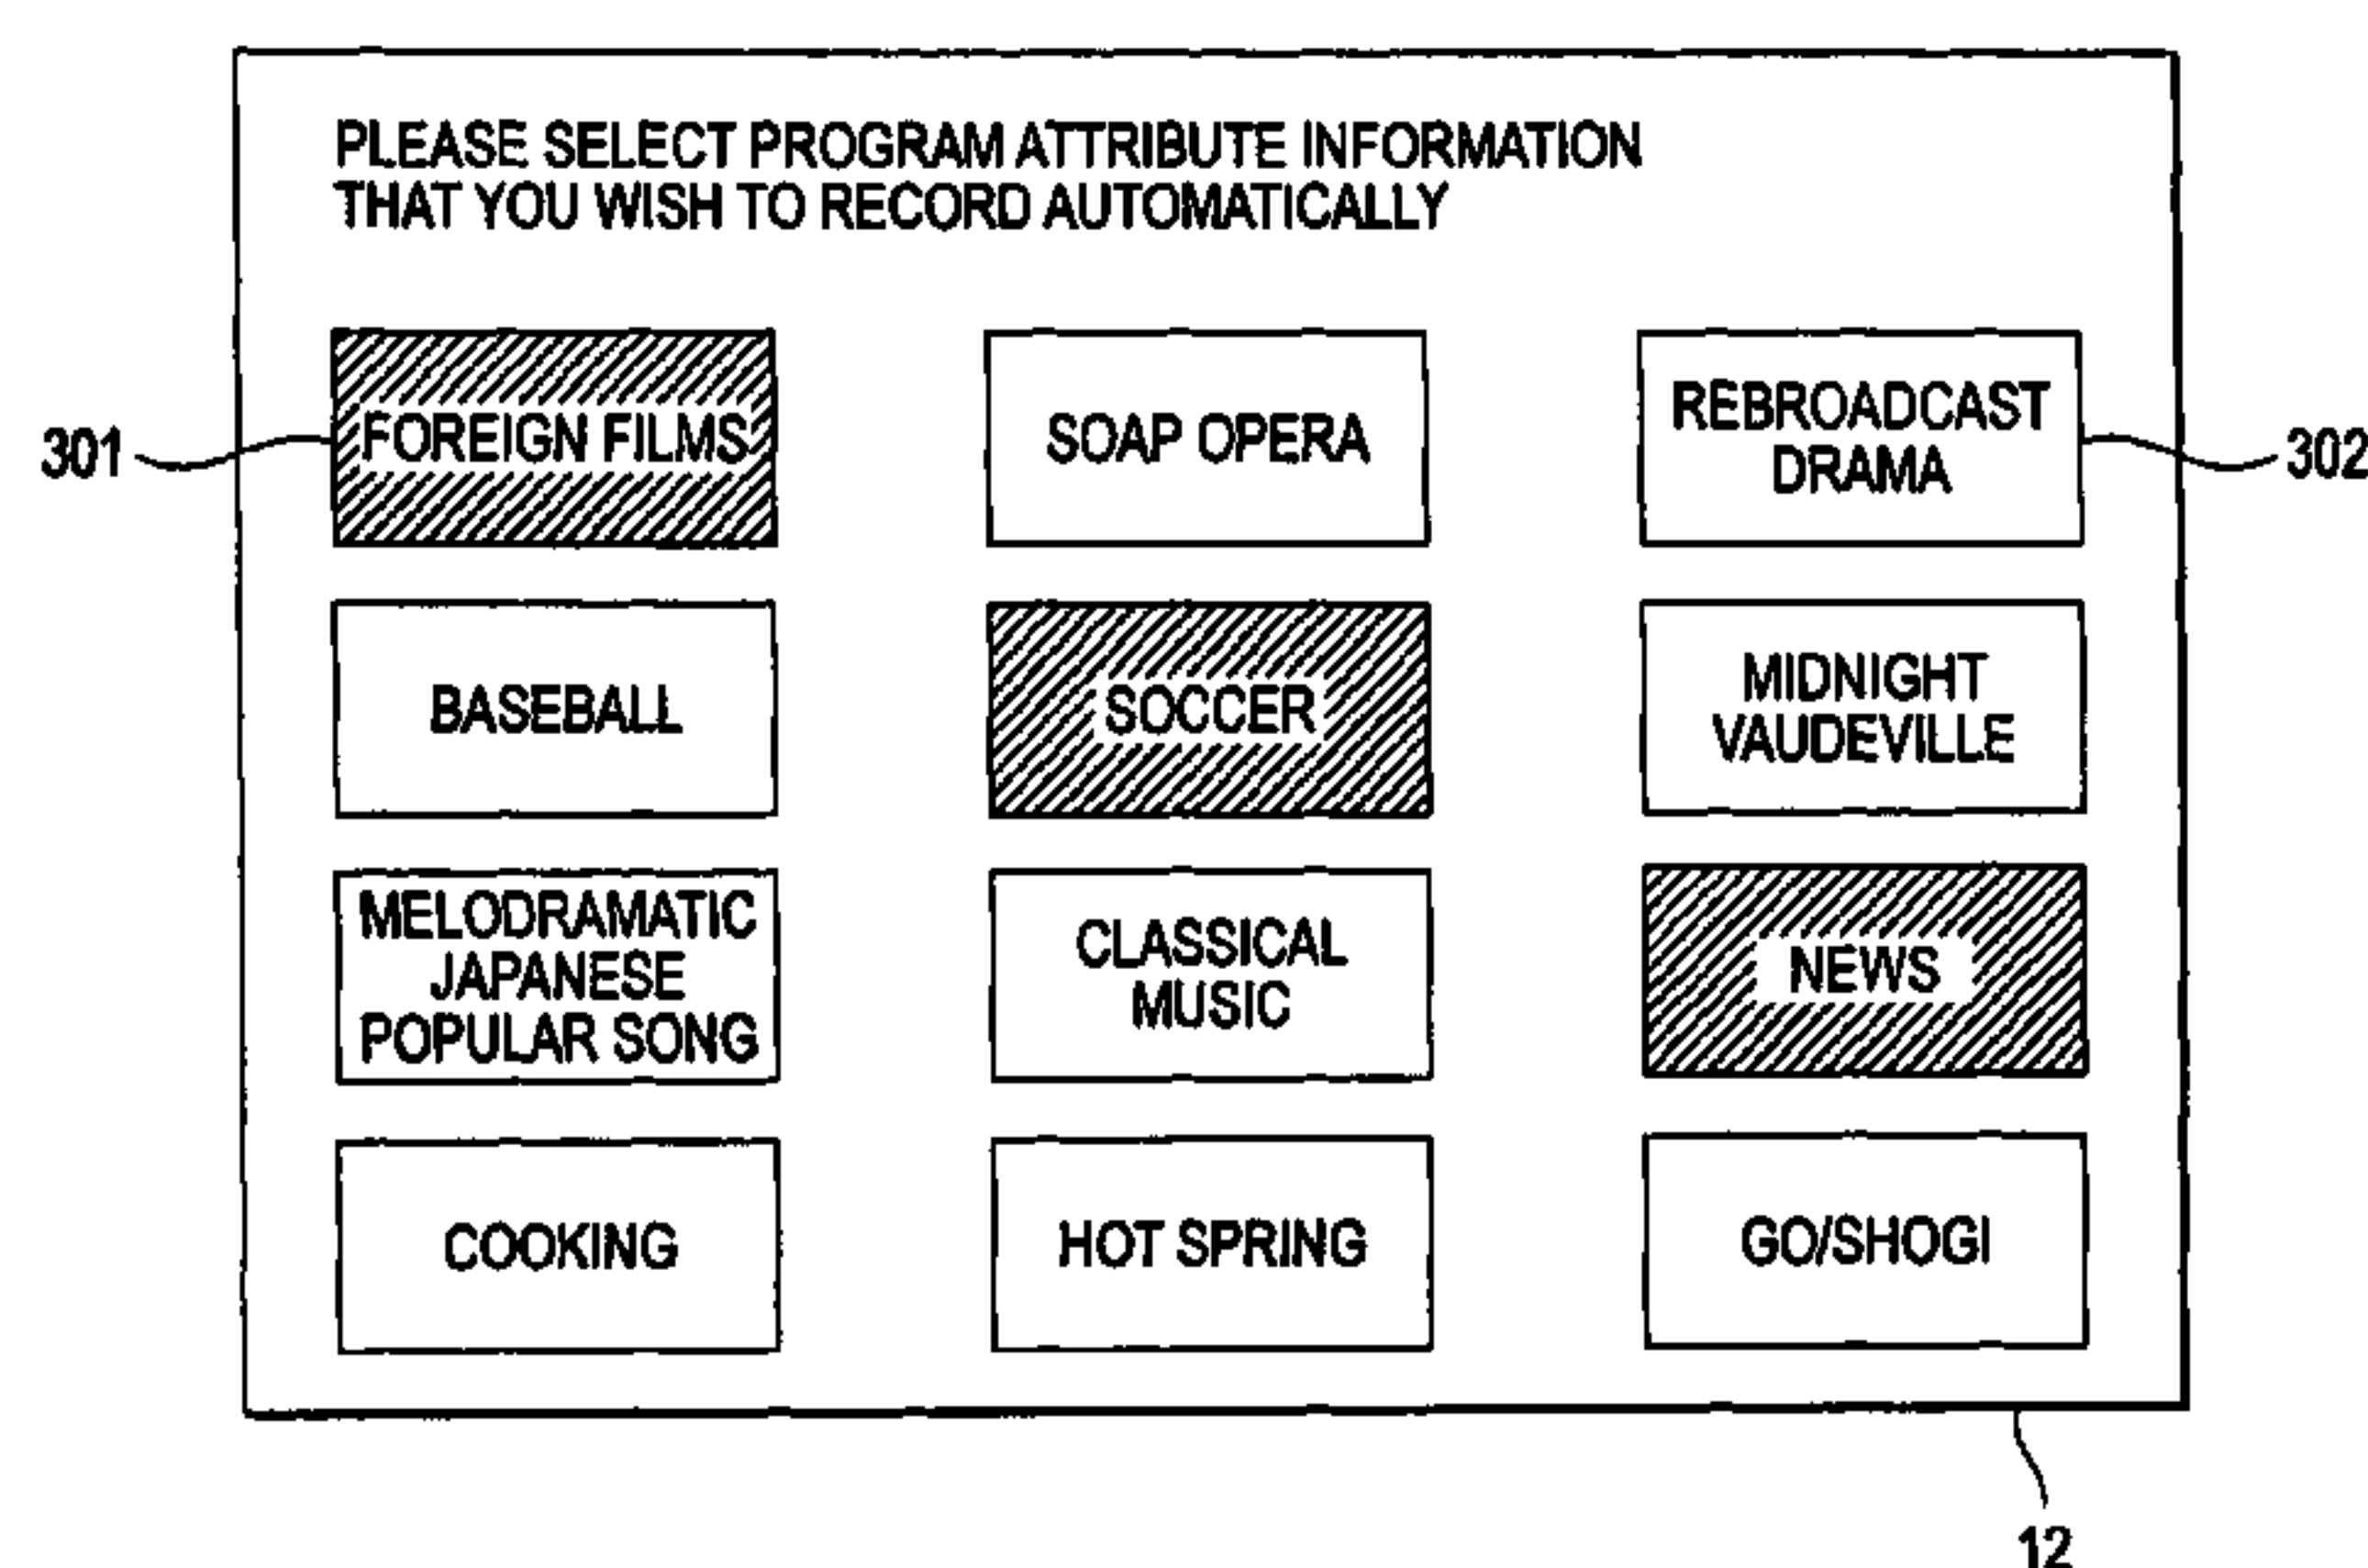 PLEASE SELECT PROGRAM ATTRIBUTE INFORMATION
THAT YOU WISH TO RECORD AUTOMATICALLY
301
FOREIGN FILMS
SOAP OPERA
REBROADCAST
DRAMA
302
BASEBALL
SOCCER
MIDNIGHT
VAUDEVILLE
MELODRAMATIC
JAPANESE
POPULAR SONG
CLASSICAL
MUSIC
NEWS
COOKING
HOT SPRING
GO/SHOGI
12